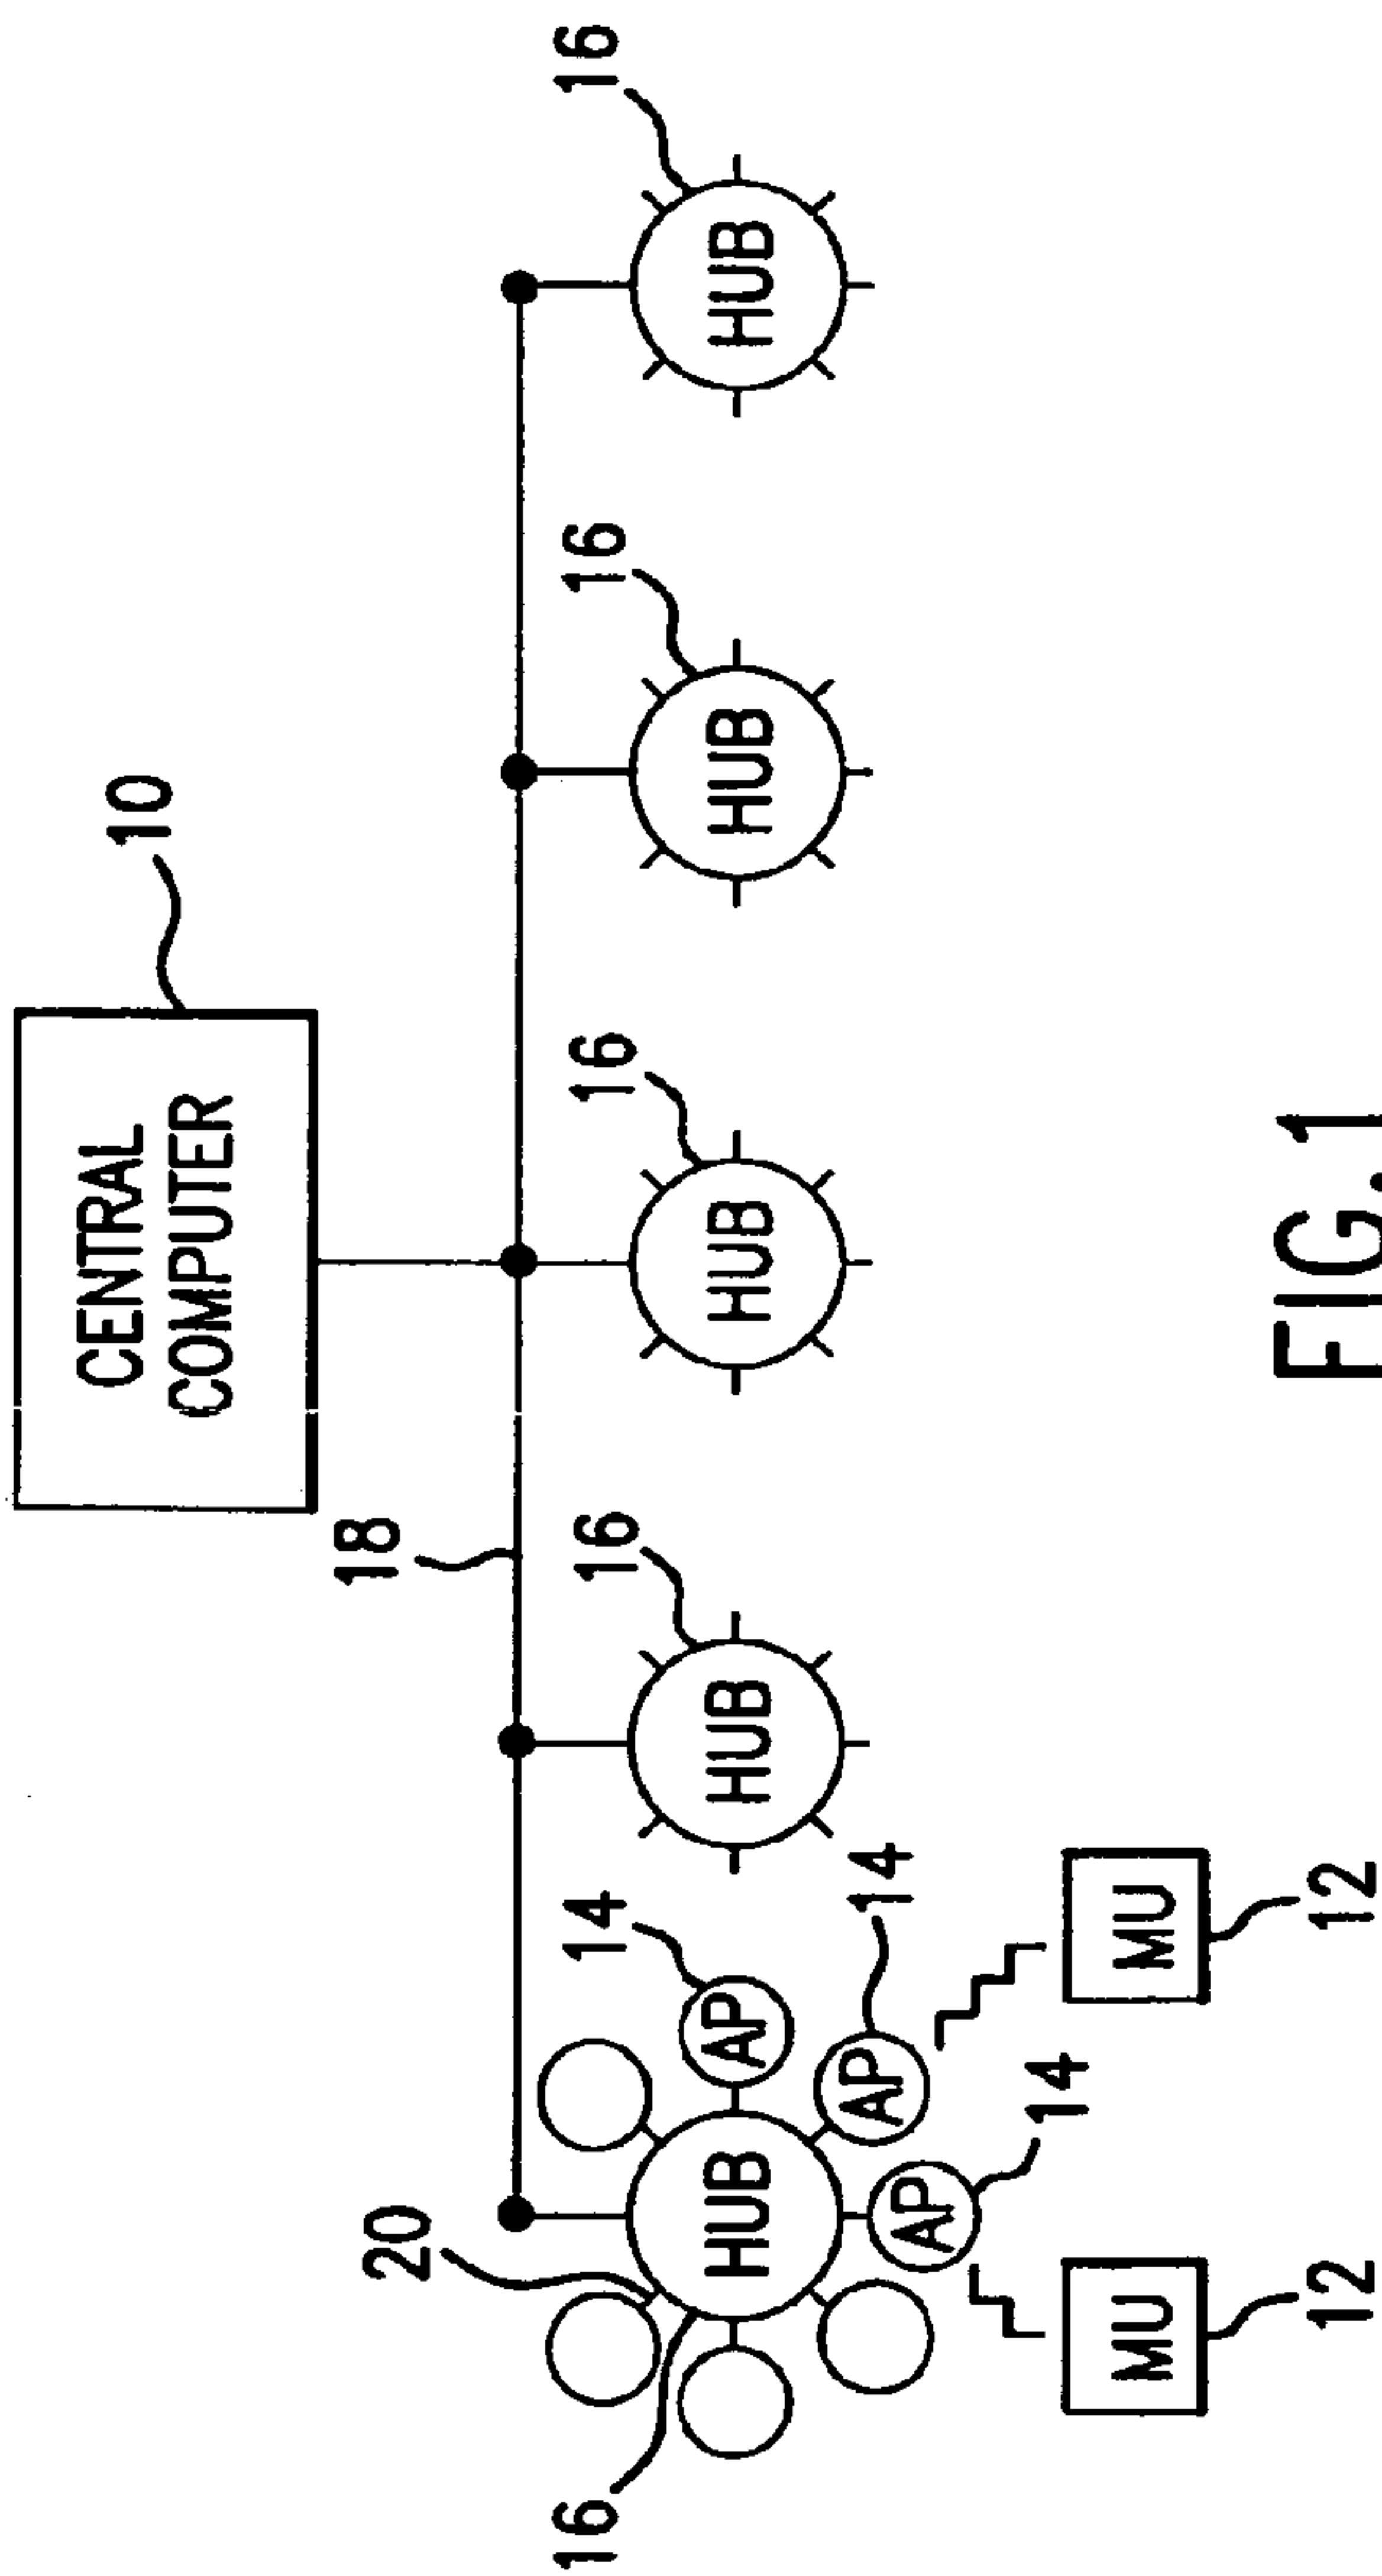 CENTRAL
COMPUTER
10
18
20
16
16
16
16
16
HUB
HUB
HUB
HUB
HUB
14
AP
AP
14
AP
14
MU
MU
12
12
FIG.1